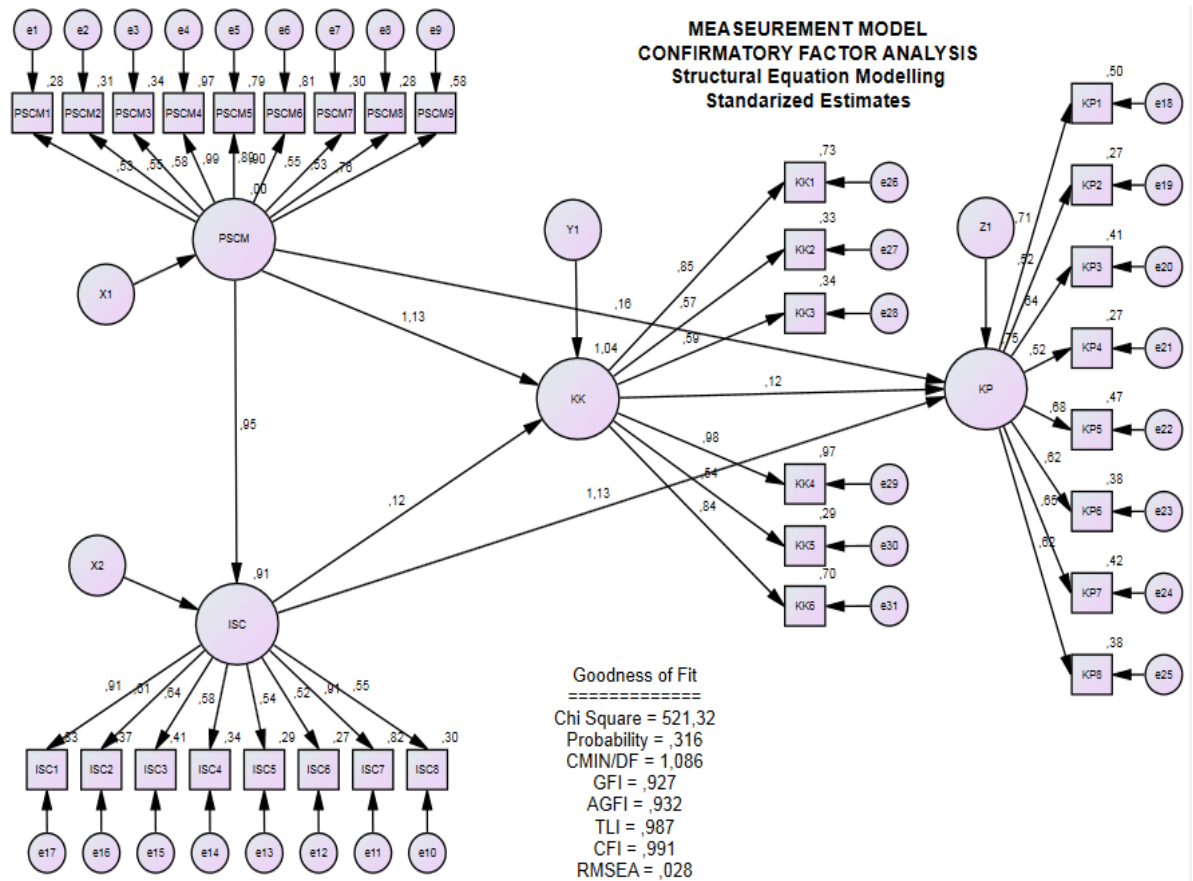 MEASEUREMENT MODEL
CONFIRMATORY FACTOR ANALYSIS
Structural Equation Modelling
Standarized Estimates
e1 e2 e3 e4 e5 e6 e7 e8 e9
,28 ,31 ,34 ,97 ,79 ,81 ,30 ,28 ,58
PSCM1 PSCM2 PSCM3 PSCM4 PSCM5 PSCM6 PSCM7 PSCM8 PSCM9
,53 ,55 ,58 ,99 ,89 ,90 ,55 ,53 ,76
,00
PSCM
X1
,16
1,13
,95
Y1
1,04
KK
,73
KK1 e26
,33
KK2 e27
,34
KK3 e28
,85
,57
,59
,12
,98
,54
,84
,97
KK4 e29
,29
KK5 e30
,70
KK6 e31
Z1
,75
KP
,50
KP1 e18
,27
KP2 e19
,41
KP3 e20
,27
KP4 e21
,47
KP5 e22
,38
KP6 e23
,42
KP7 e24
,38
KP8 e25
,71
,52
,64
,52
,68
,62
,65
,62
,12
1,13
X2
,91
ISC
,91 ,61 ,64 ,58 ,54 ,52 ,91 ,55
,83 ,37 ,41 ,34 ,29 ,27 ,82 ,30
ISC1 ISC2 ISC3 ISC4 ISC5 ISC6 ISC7 ISC8
e17 e16 e15 e14 e13 e12 e11 e10
Goodness of Fit
=============
Chi Square = 521,32
Probability = ,316
CMIN/DF = 1,086
GFI = ,927
AGFI = ,932
TLI = ,987
CFI = ,991
RMSEA = ,028